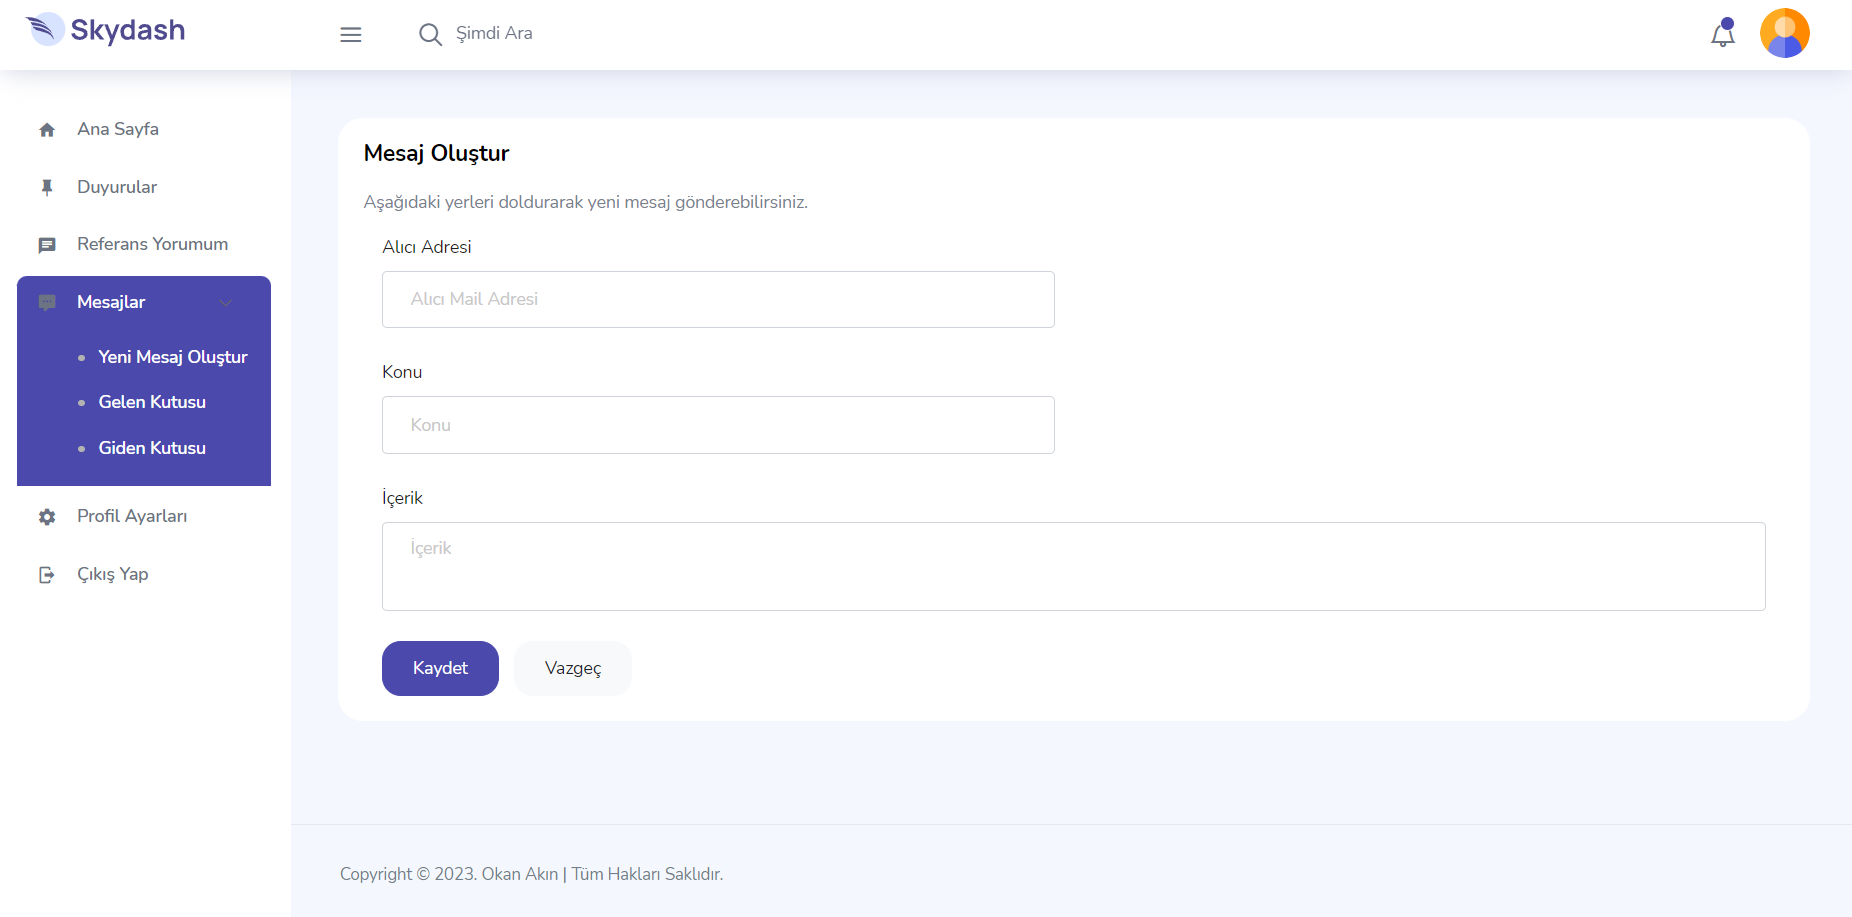 Skydash
Şimdi Ara
Ana Sayfa
Duyurular
Referans Yorumum
Mesajlar
Yeni Mesaj Oluştur
Gelen Kutusu
Giden Kutusu
Profil Ayarları
Çıkış Yap
Mesaj Oluştur
Aşağıdaki yerleri doldurarak yeni mesaj gönderebilirsiniz.
Alıcı Adresi
Alıcı Mail Adresi
Konu
Konu
İçerik
İçerik
Kaydet
Vazgeç
Copyright © 2023. Okan Akın | Tüm Hakları Saklıdır.